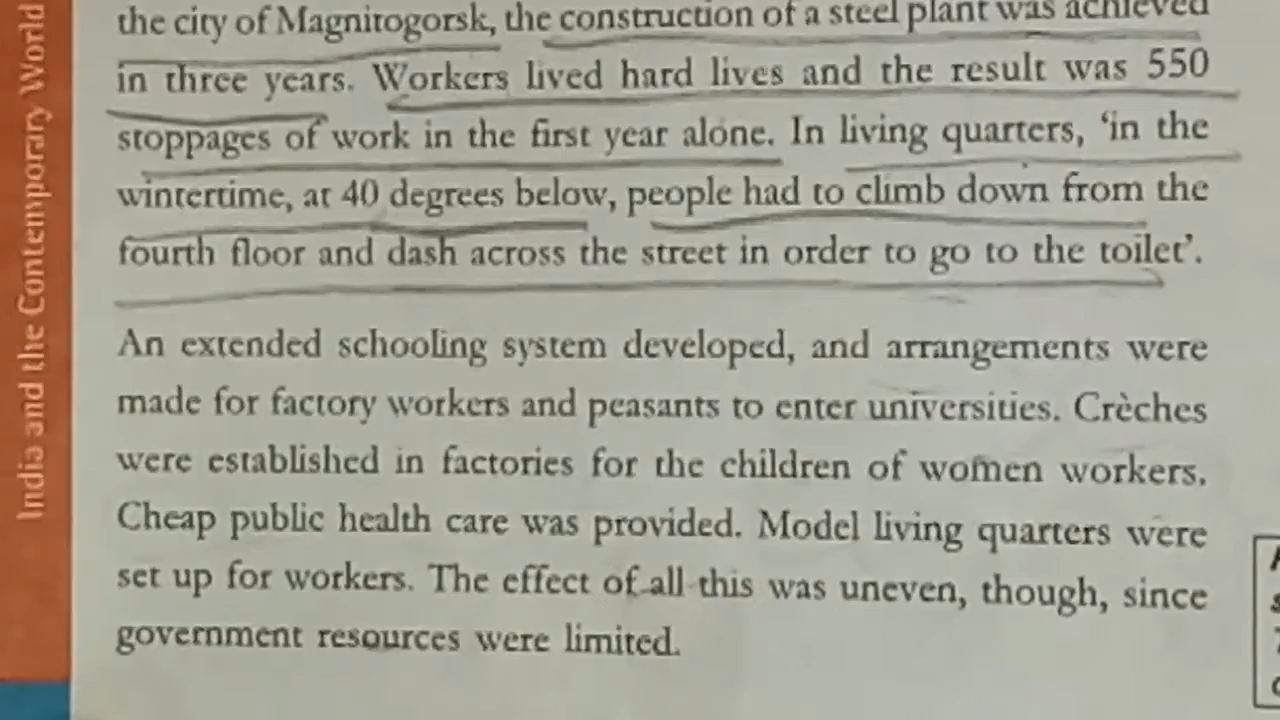 India and the Contemporary World
the city of Magnitogorsk, the construction of a steel plant was achieved
in three years. Workers lived hard lives and the result was 550
stoppages of work in the first year alone. In living quarters, ‘in the
wintertime, at 40 degrees below, people had to climb down from the
fourth floor and dash across the street in order to go to the toilet’.
An extended schooling system developed, and arrangements were
made for factory workers and peasants to enter universities. Crèches
were established in factories for the children of women workers.
Cheap public health care was provided. Model living quarters were
set up for workers. The effect of all this was uneven, though, since
government resources were limited.